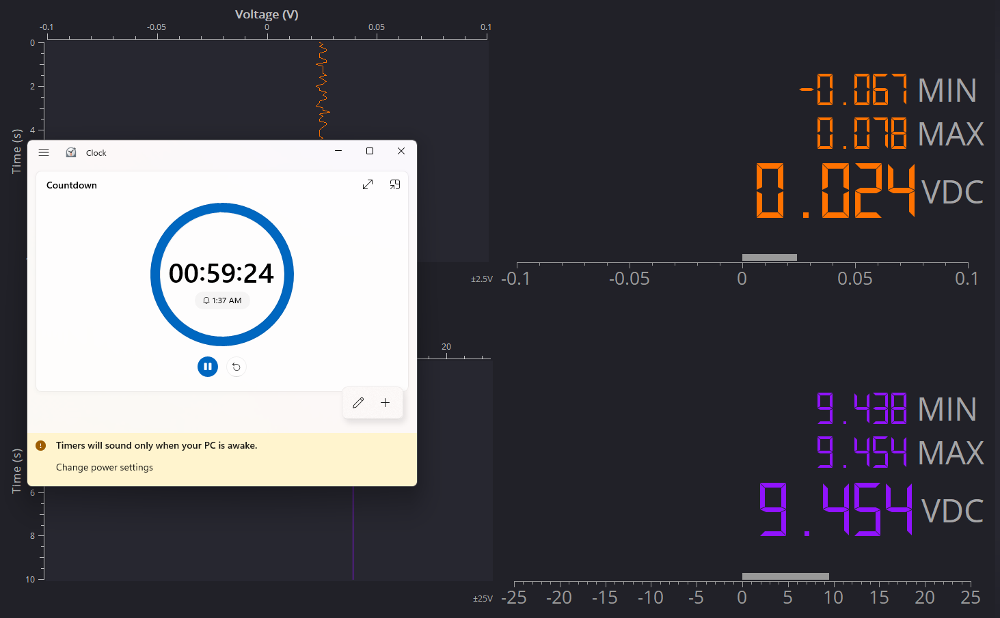 Voltage (V)
-0.1 -0.05 0 0.05 0.1
0
2
4
Time (s)
-0.067 MIN
0.078 MAX
0.024 VDC
±2.5V
-0.1 -0.05 0 0.05 0.1
Clock
Countdown
00:59:24
1:37 AM
Timers will sound only when your PC is awake.
Change power settings
20
Time (s)
6
8
10
9.438 MIN
9.454 MAX
9.454 VDC
±25V
-25 -20 -15 -10 -5 0 5 10 15 20 25